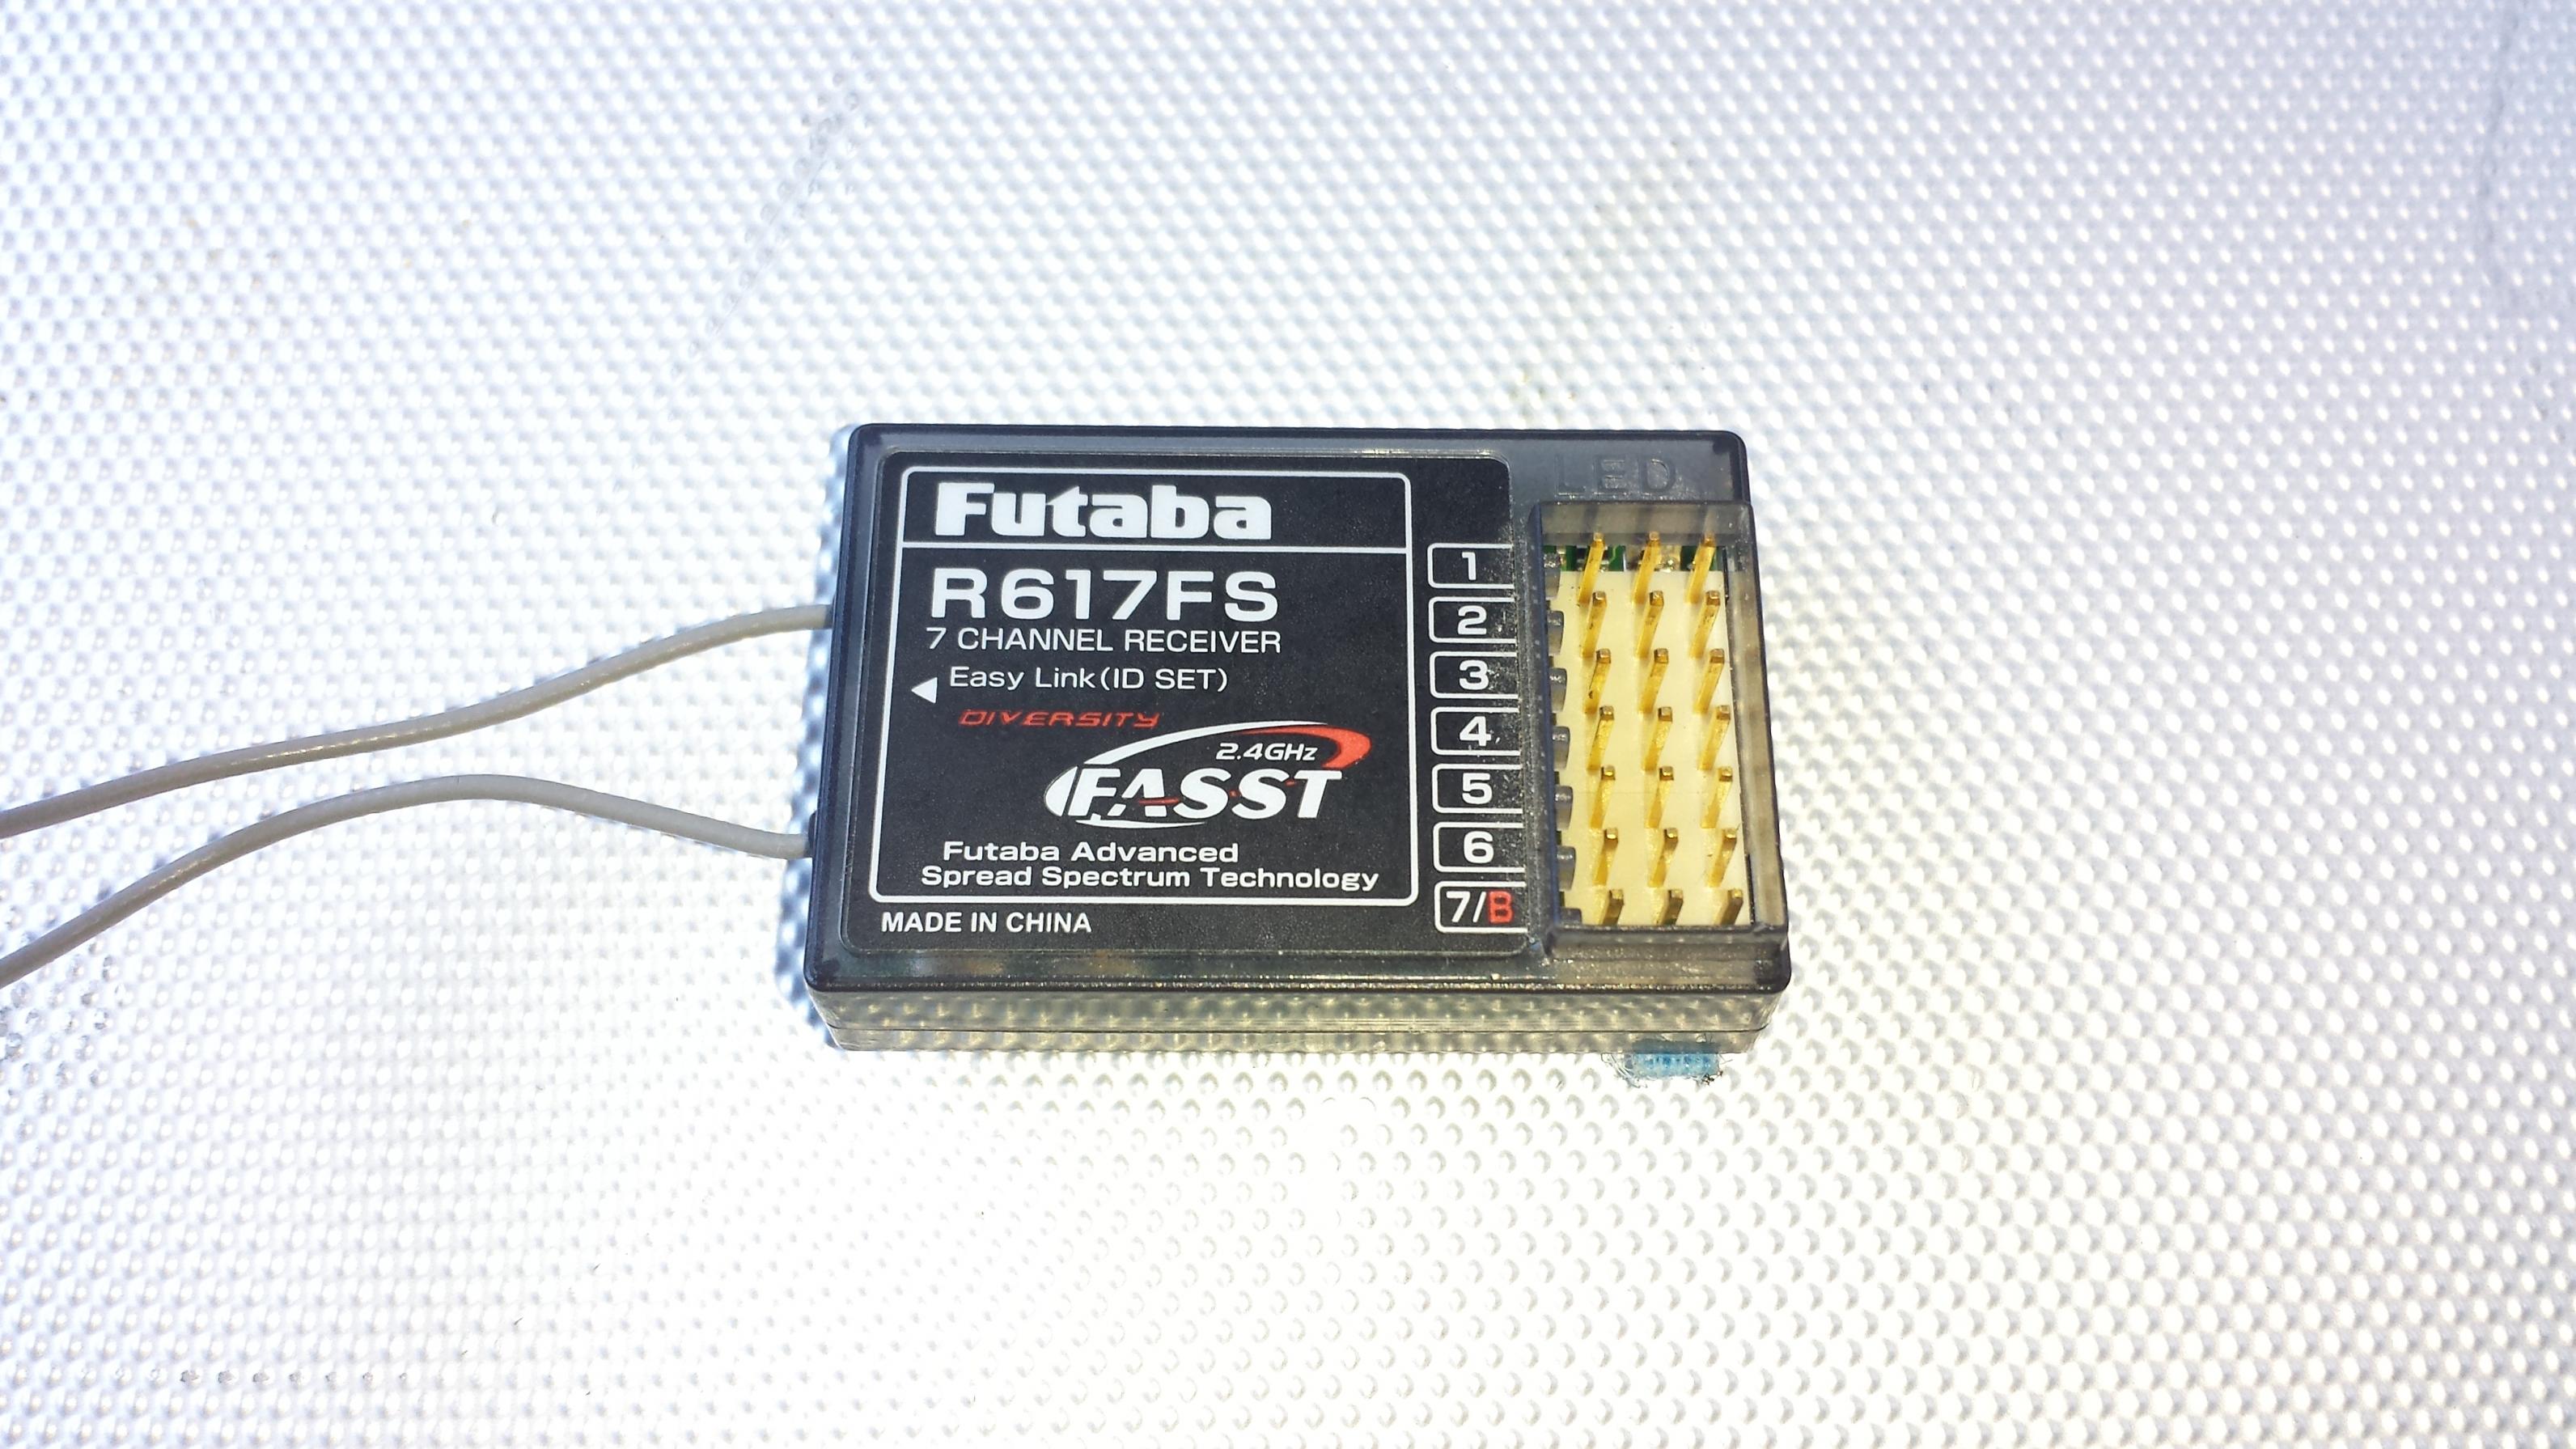 Futaba
R617FS
7 CHANNEL RECEIVER
Easy Link(ID SET)
DIVERSITY
2.4GHz
FASST
Futaba Advanced
Spread Spectrum Technology
MADE IN CHINA
LED
1
2
3
4
5
6
7/B